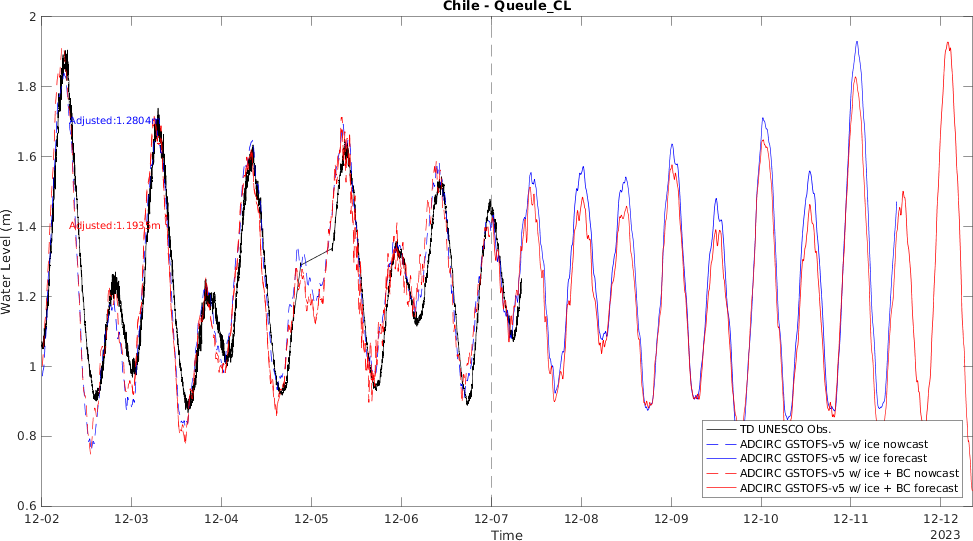 Chile - Queule_CL
2
1.8
1.6
1.4
1.2
1
0.8
0.6
Water Level (m)
Adjusted:1.2804m
Adjusted:1.1935m
TD UNESCO Obs.
ADCIRC GSTOFS-v5 w/ ice nowcast
ADCIRC GSTOFS-v5 w/ ice forecast
ADCIRC GSTOFS-v5 w/ ice + BC nowcast
ADCIRC GSTOFS-v5 w/ ice + BC forecast
12-02 12-03 12-04 12-05 12-06 12-07 12-08 12-09 12-10 12-11 12-12
2023
Time